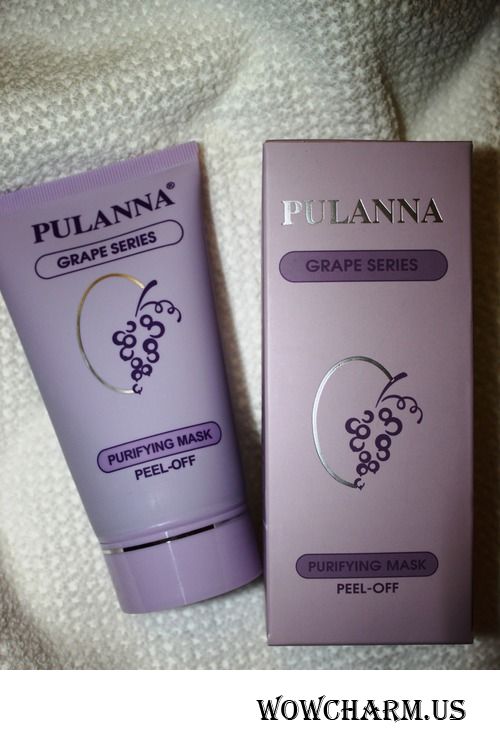 PULANNA®
GRAPE SERIES
PURIFYING MASK
PEEL-OFF
PULANNA
GRAPE SERIES
PURIFYING MASK
PEEL-OFF
WOWCHARM.US